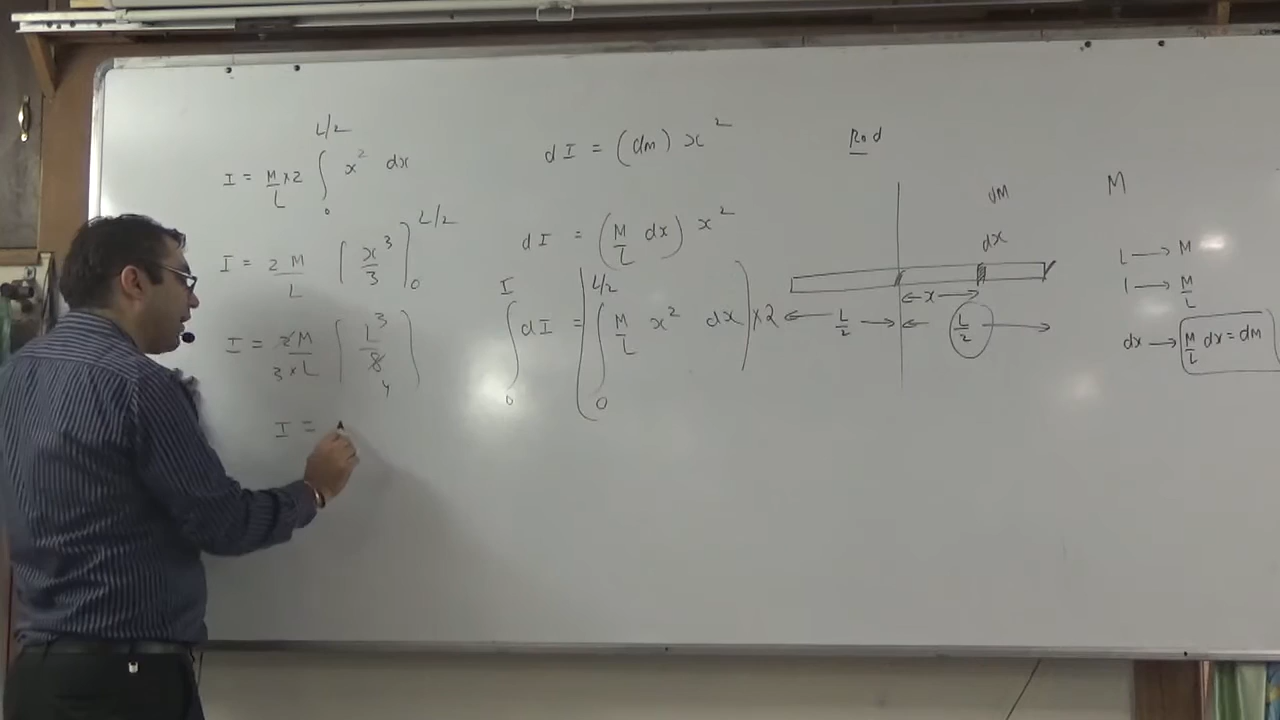 L/2
I = M/L × 2 ∫ x² dx
0
I = 2M/L [x³/3] L/2 0
I = 2M/3×L [L³/8] 4
I =
dI = (dm) x²
dI = (M/L dx) x²
I L/2
∫ dI = (∫ M/L x² dx) × 2
0 0
Rod
dM
dx
x
L/2 L/2
M
L → M
1 → M/L
dx → M/L dx = dM